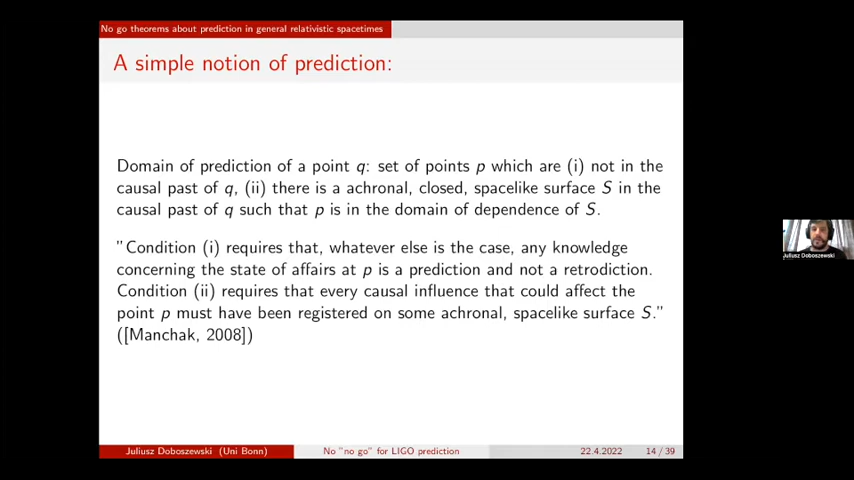 No go theorems about prediction in general relativistic spacetimes
A simple notion of prediction:
Domain of prediction of a point q: set of points p which are (i) not in the
causal past of q, (ii) there is a achronal, closed, spacelike surface S in the
causal past of q such that p is in the domain of dependence of S.
"Condition (i) requires that, whatever else is the case, any knowledge
concerning the state of affairs at p is a prediction and not a retrodiction.
Condition (ii) requires that every causal influence that could affect the
point p must have been registered on some achronal, spacelike surface S."
([Manchak, 2008])
Juliusz Doboszewski
Juliusz Doboszewski (Uni Bonn) No "no go" for LIGO prediction 22.4.2022 14 / 39